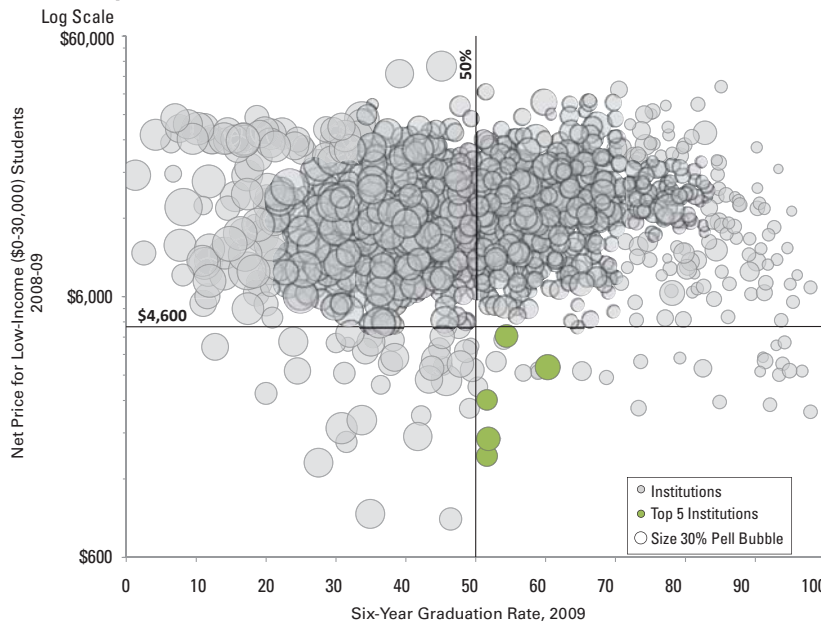 Log Scale
$60,000
50%
Net Price for Low-Income ($0-30,000) Students
2008-09
$6,000
$4,600
Institutions
Top 5 Institutions
Size 30% Pell Bubble
$600
0 10 20 30 40 50 60 70 80 90 100
Six-Year Graduation Rate, 2009